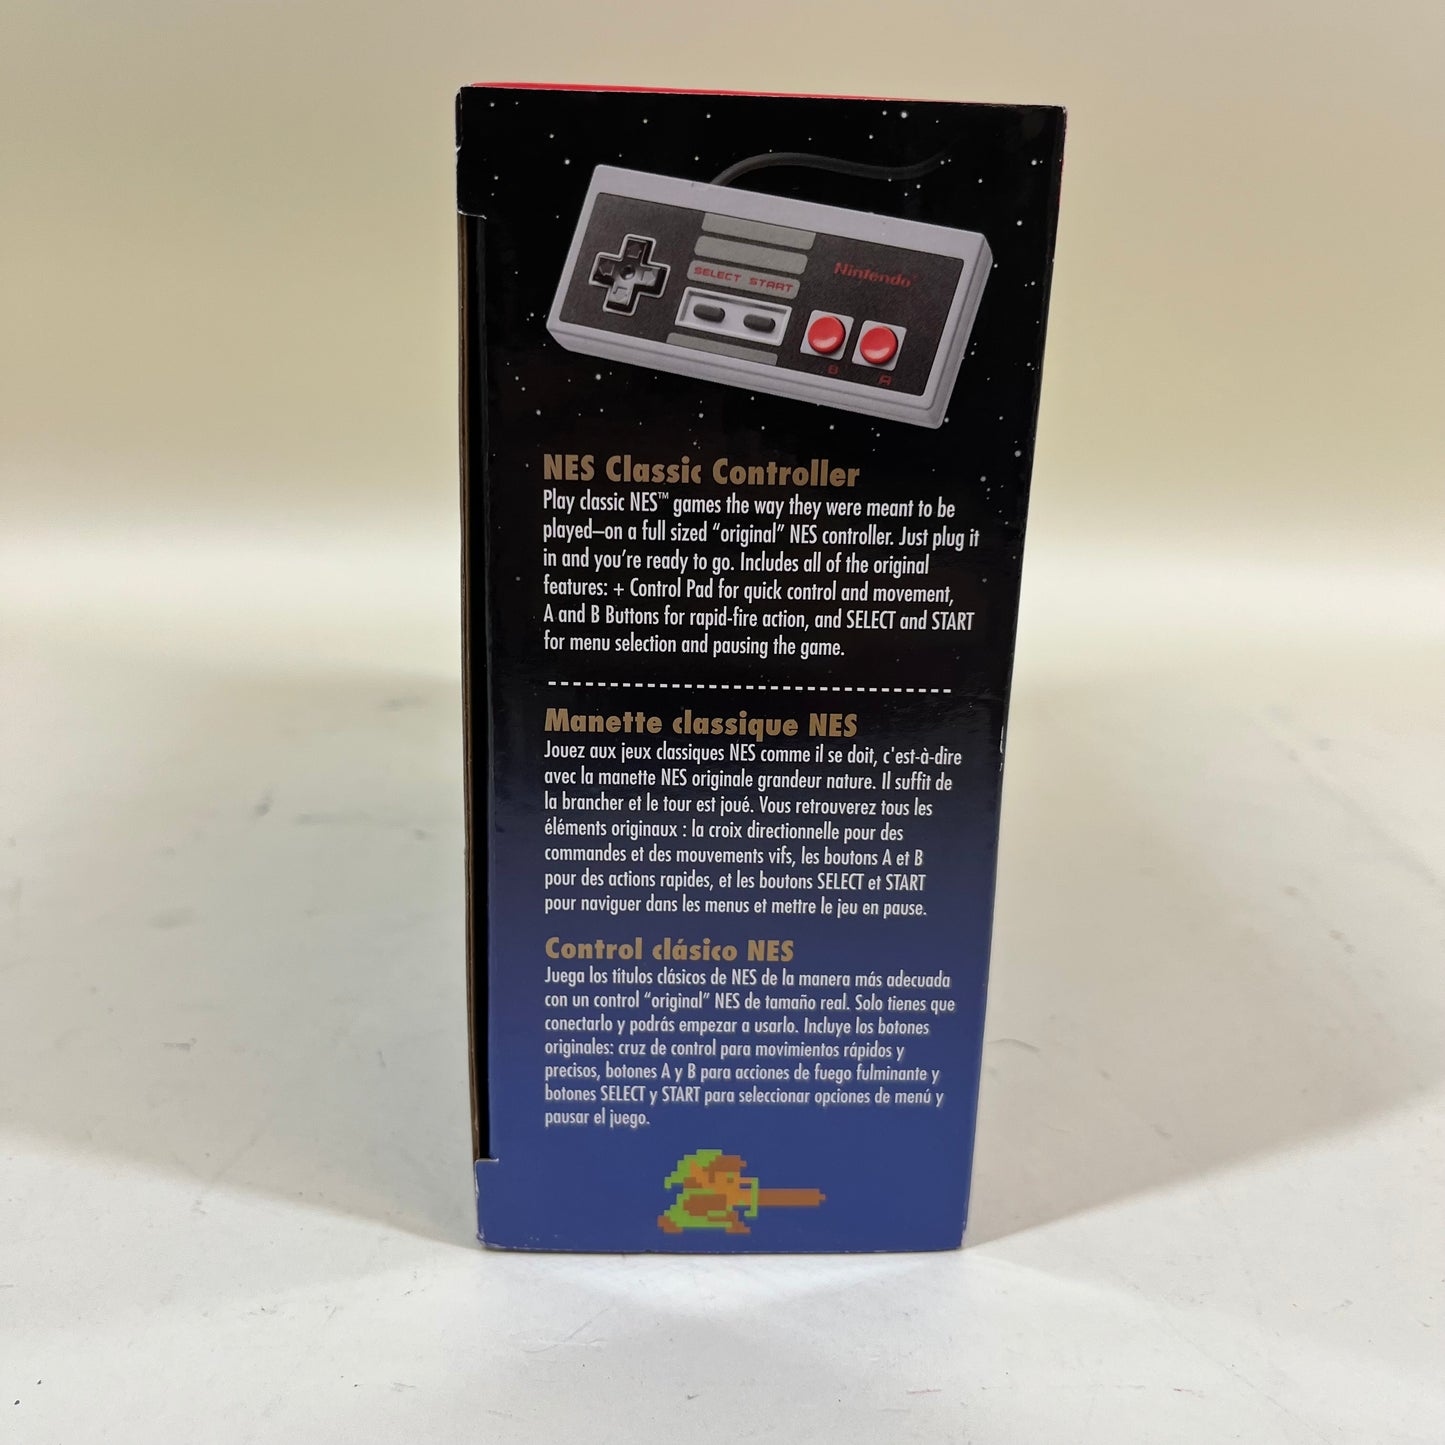 SELECT START
Nintendo
B A
NES Classic Controller
Play classic NES™ games the way they were meant to be
played—on a full sized “original” NES controller. Just plug it
in and you’re ready to go. Includes all of the original
features: + Control Pad for quick control and movement,
A and B Buttons for rapid-fire action, and SELECT and START
for menu selection and pausing the game.
Manette classique NES
Jouez aux jeux classiques NES comme il se doit, c'est-à-dire
avec la manette NES originale grandeur nature. Il suffit de
la brancher et le tour est joué. Vous retrouverez tous les
éléments originaux : la croix directionnelle pour des
commandes et des mouvements vifs, les boutons A et B
pour des actions rapides, et les boutons SELECT et START
pour naviguer dans les menus et mettre le jeu en pause.
Control clásico NES
Juega los títulos clásicos de NES de la manera más adecuada
con un control “original” NES de tamaño real. Solo tienes que
conectarlo y podrás empezar a usarlo. Incluye los botones
originales: cruz de control para movimientos rápidos y
precisos, botones A y B para acciones de fuego fulminante y
botones SELECT y START para seleccionar opciones de menú y
pausar el juego.